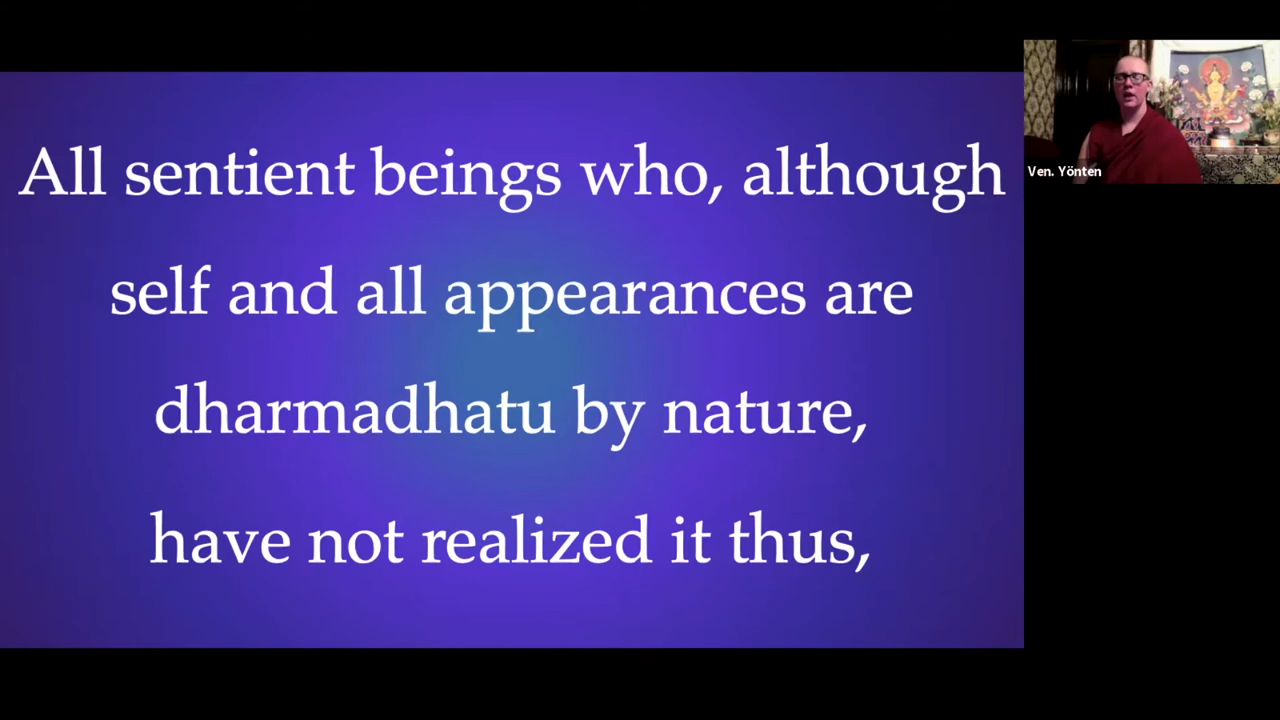 All sentient beings who, although
self and all appearances are
dharmadhatu by nature,
have not realized it thus,
Ven. Yönten